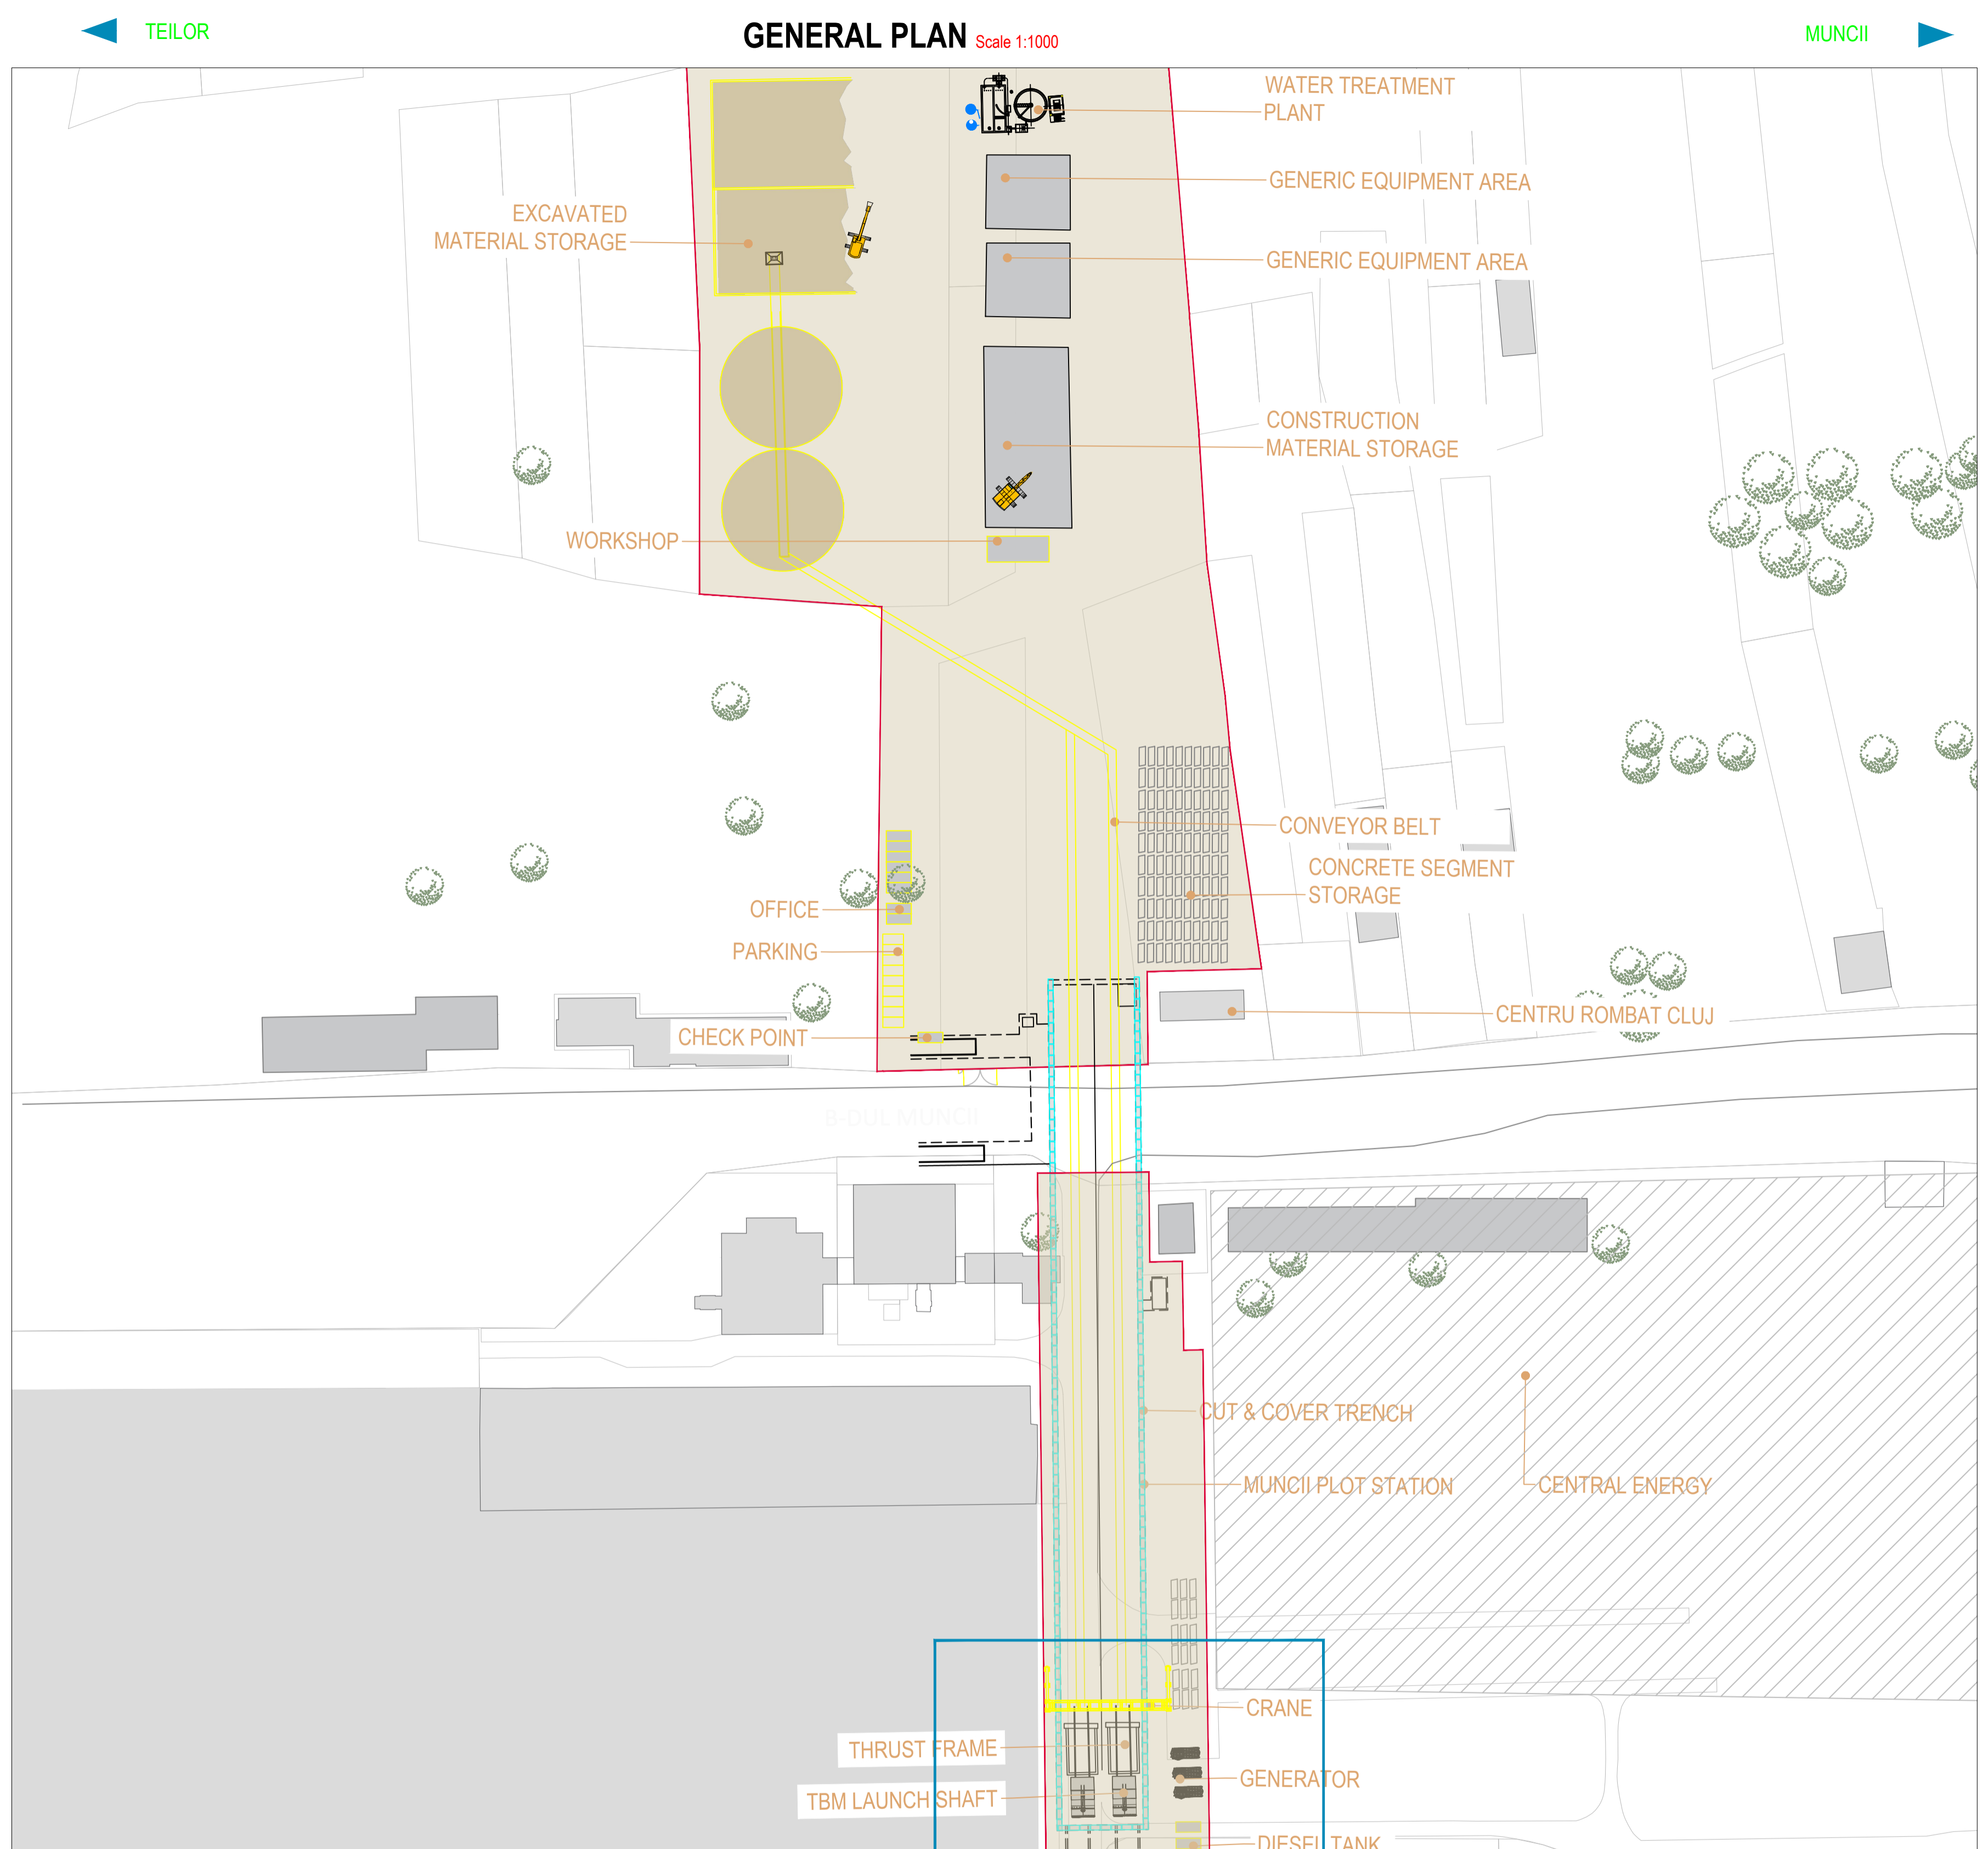 TEILOR
GENERAL PLAN Scale 1:1000
MUNCII
WATER TREATMENT
PLANT
GENERIC EQUIPMENT AREA
EXCAVATED
MATERIAL STORAGE
GENERIC EQUIPMENT AREA
CONSTRUCTION
MATERIAL STORAGE
WORKSHOP
CONVEYOR BELT
CONCRETE SEGMENT
STORAGE
OFFICE
PARKING
CENTRU ROMBAT CLUJ
CHECK POINT
B-DUL MUNCII
CUT & COVER TRENCH
MUNCII PLOT STATION
CENTRAL ENERGY
CRANE
THRUST FRAME
GENERATOR
TBM LAUNCH SHAFT
DIESEL TANK